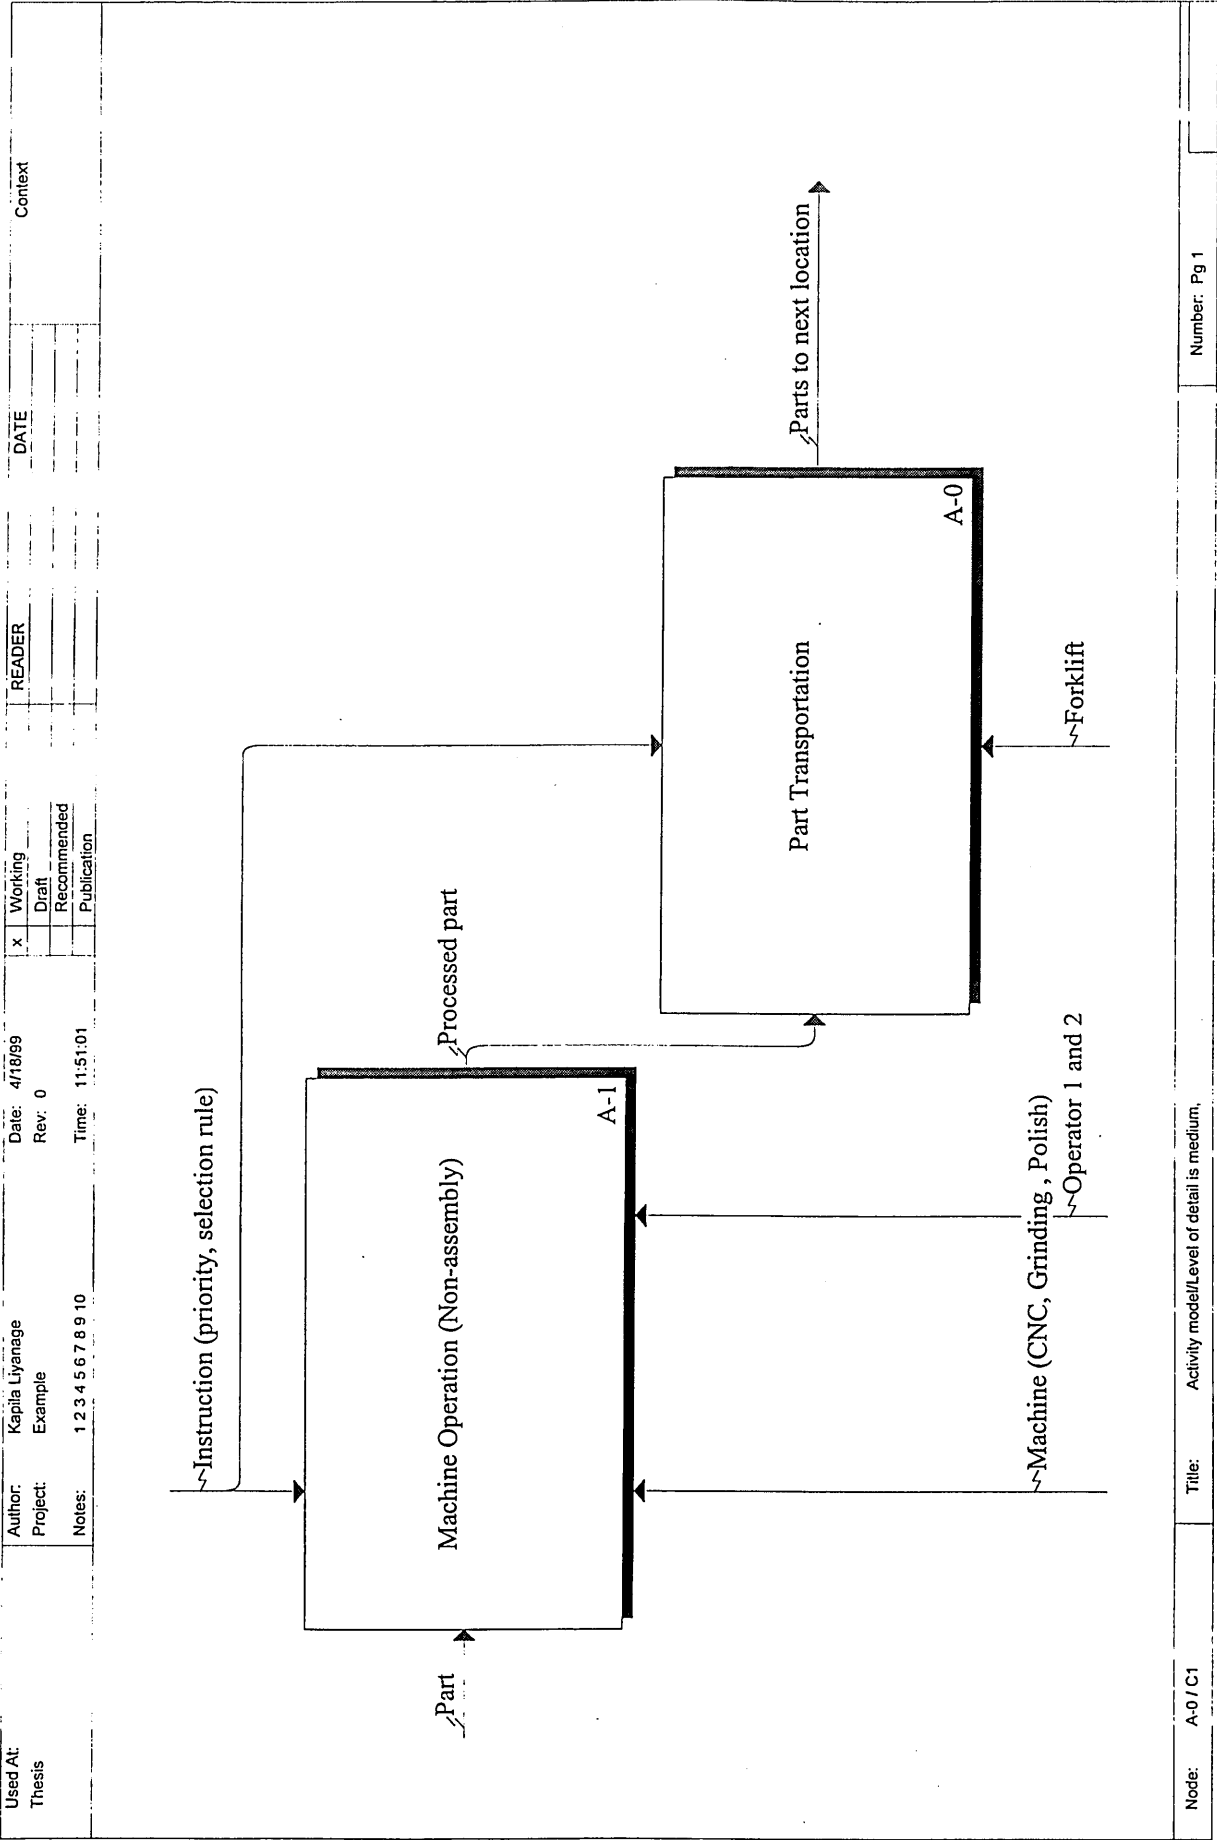 Used At:
Thesis
Author: Kapila Liyanage
Project: Example
Notes: 1 2 3 4 5 6 7 8 9 10
Date: 4/18/99
Rev: 0
Time: 11:51:01
x Working
Draft
Recommended
Publication
READER
DATE
Context
Instruction (priority, selection rule)
Part
Machine Operation (Non-assembly)
A-1
Processed part
Part Transportation
A-0
Parts to next location
Machine (CNC, Grinding , Polish)
Operator 1 and 2
Forklift
Node: A-0 / C1
Title: Activity model/Level of detail is medium,
Number: Pg 1